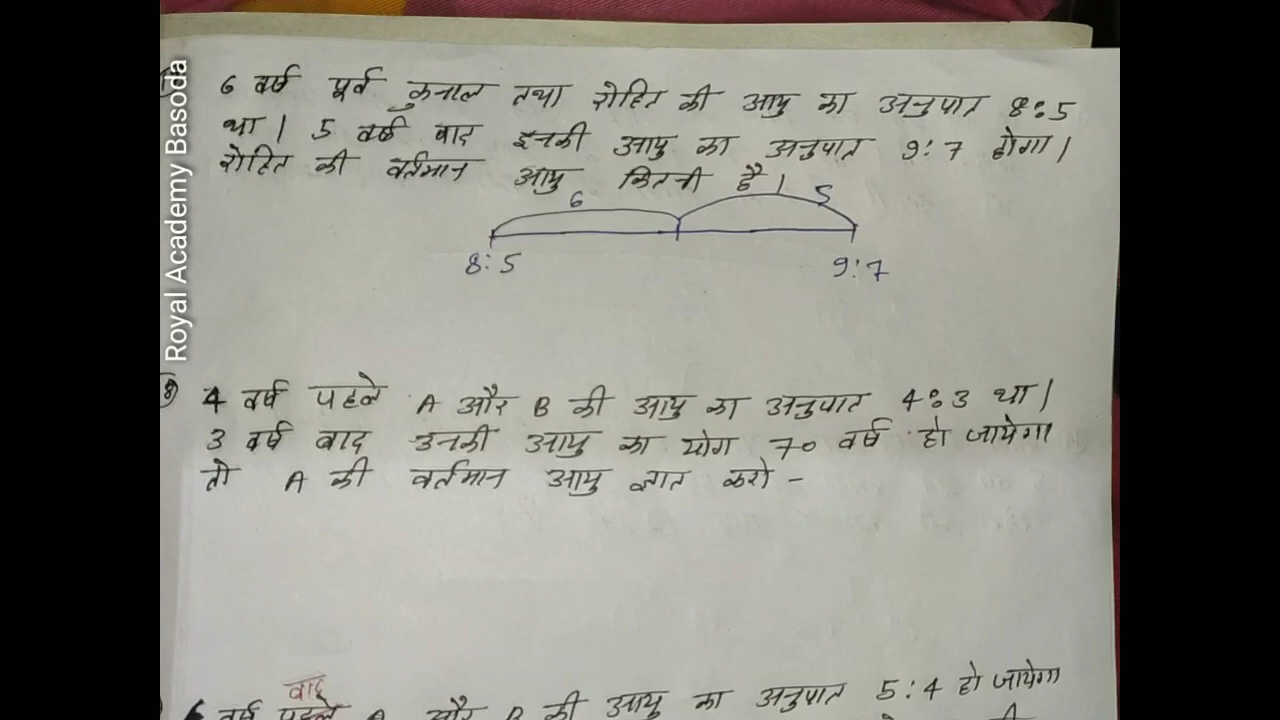 Royal Academy Basoda
6 वर्ष पूर्व कुनाल तथा रोहित की आयु का अनुपात 8:5
था। 5 वर्ष बाद इनकी आयु का अनुपात 9:7 होगा।
रोहित की वर्तमान आयु कितनी है।
6 5
8:5 9:7
8) 4 वर्ष पहले A और B की आयु का अनुपात 4:3 था।
3 वर्ष बाद उनकी आयु का योग 70 वर्ष हो जायेगा
तो A की वर्तमान आयु ज्ञात करो -
बाद
6 वर्ष पहले और B की आयु का अनुपात 5:4 हो जायेगा